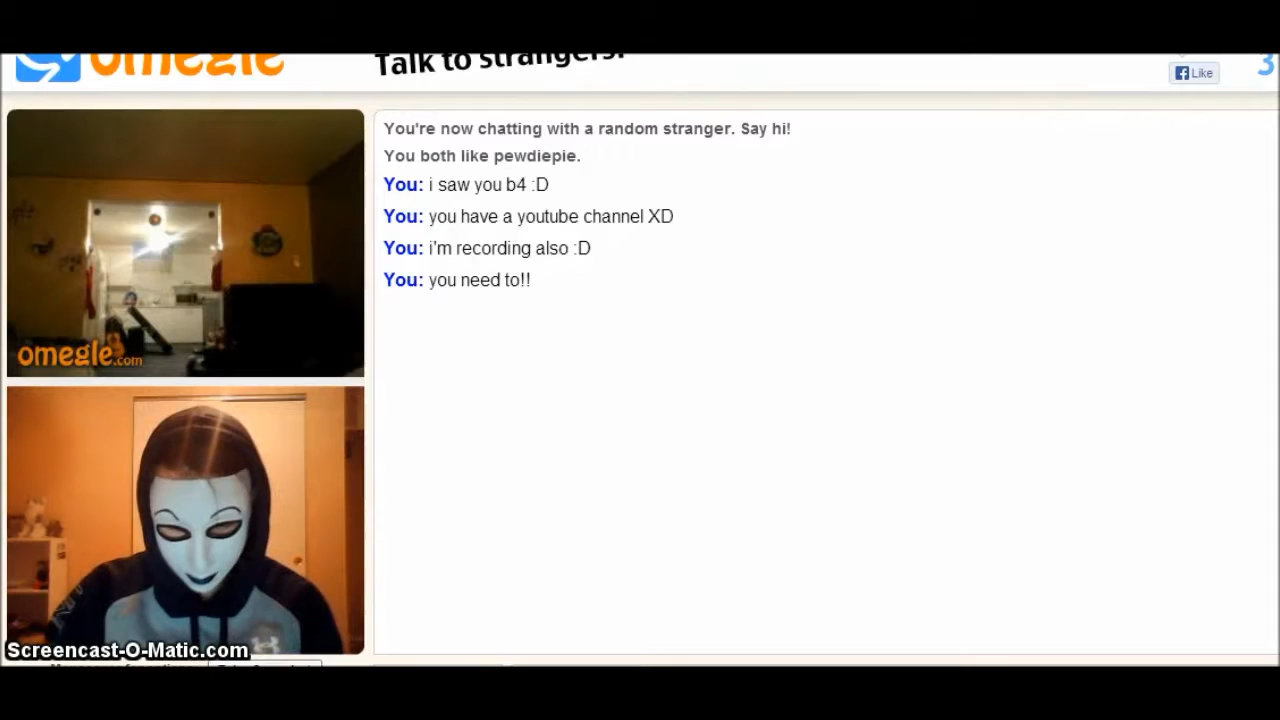 omegle
Talk to strangers!
Like
3
You're now chatting with a random stranger. Say hi!
You both like pewdiepie.
You: i saw you b4 :D
You: you have a youtube channel XD
You: i'm recording also :D
You: you need to!!
omegle.com
Screencast-O-Matic.com